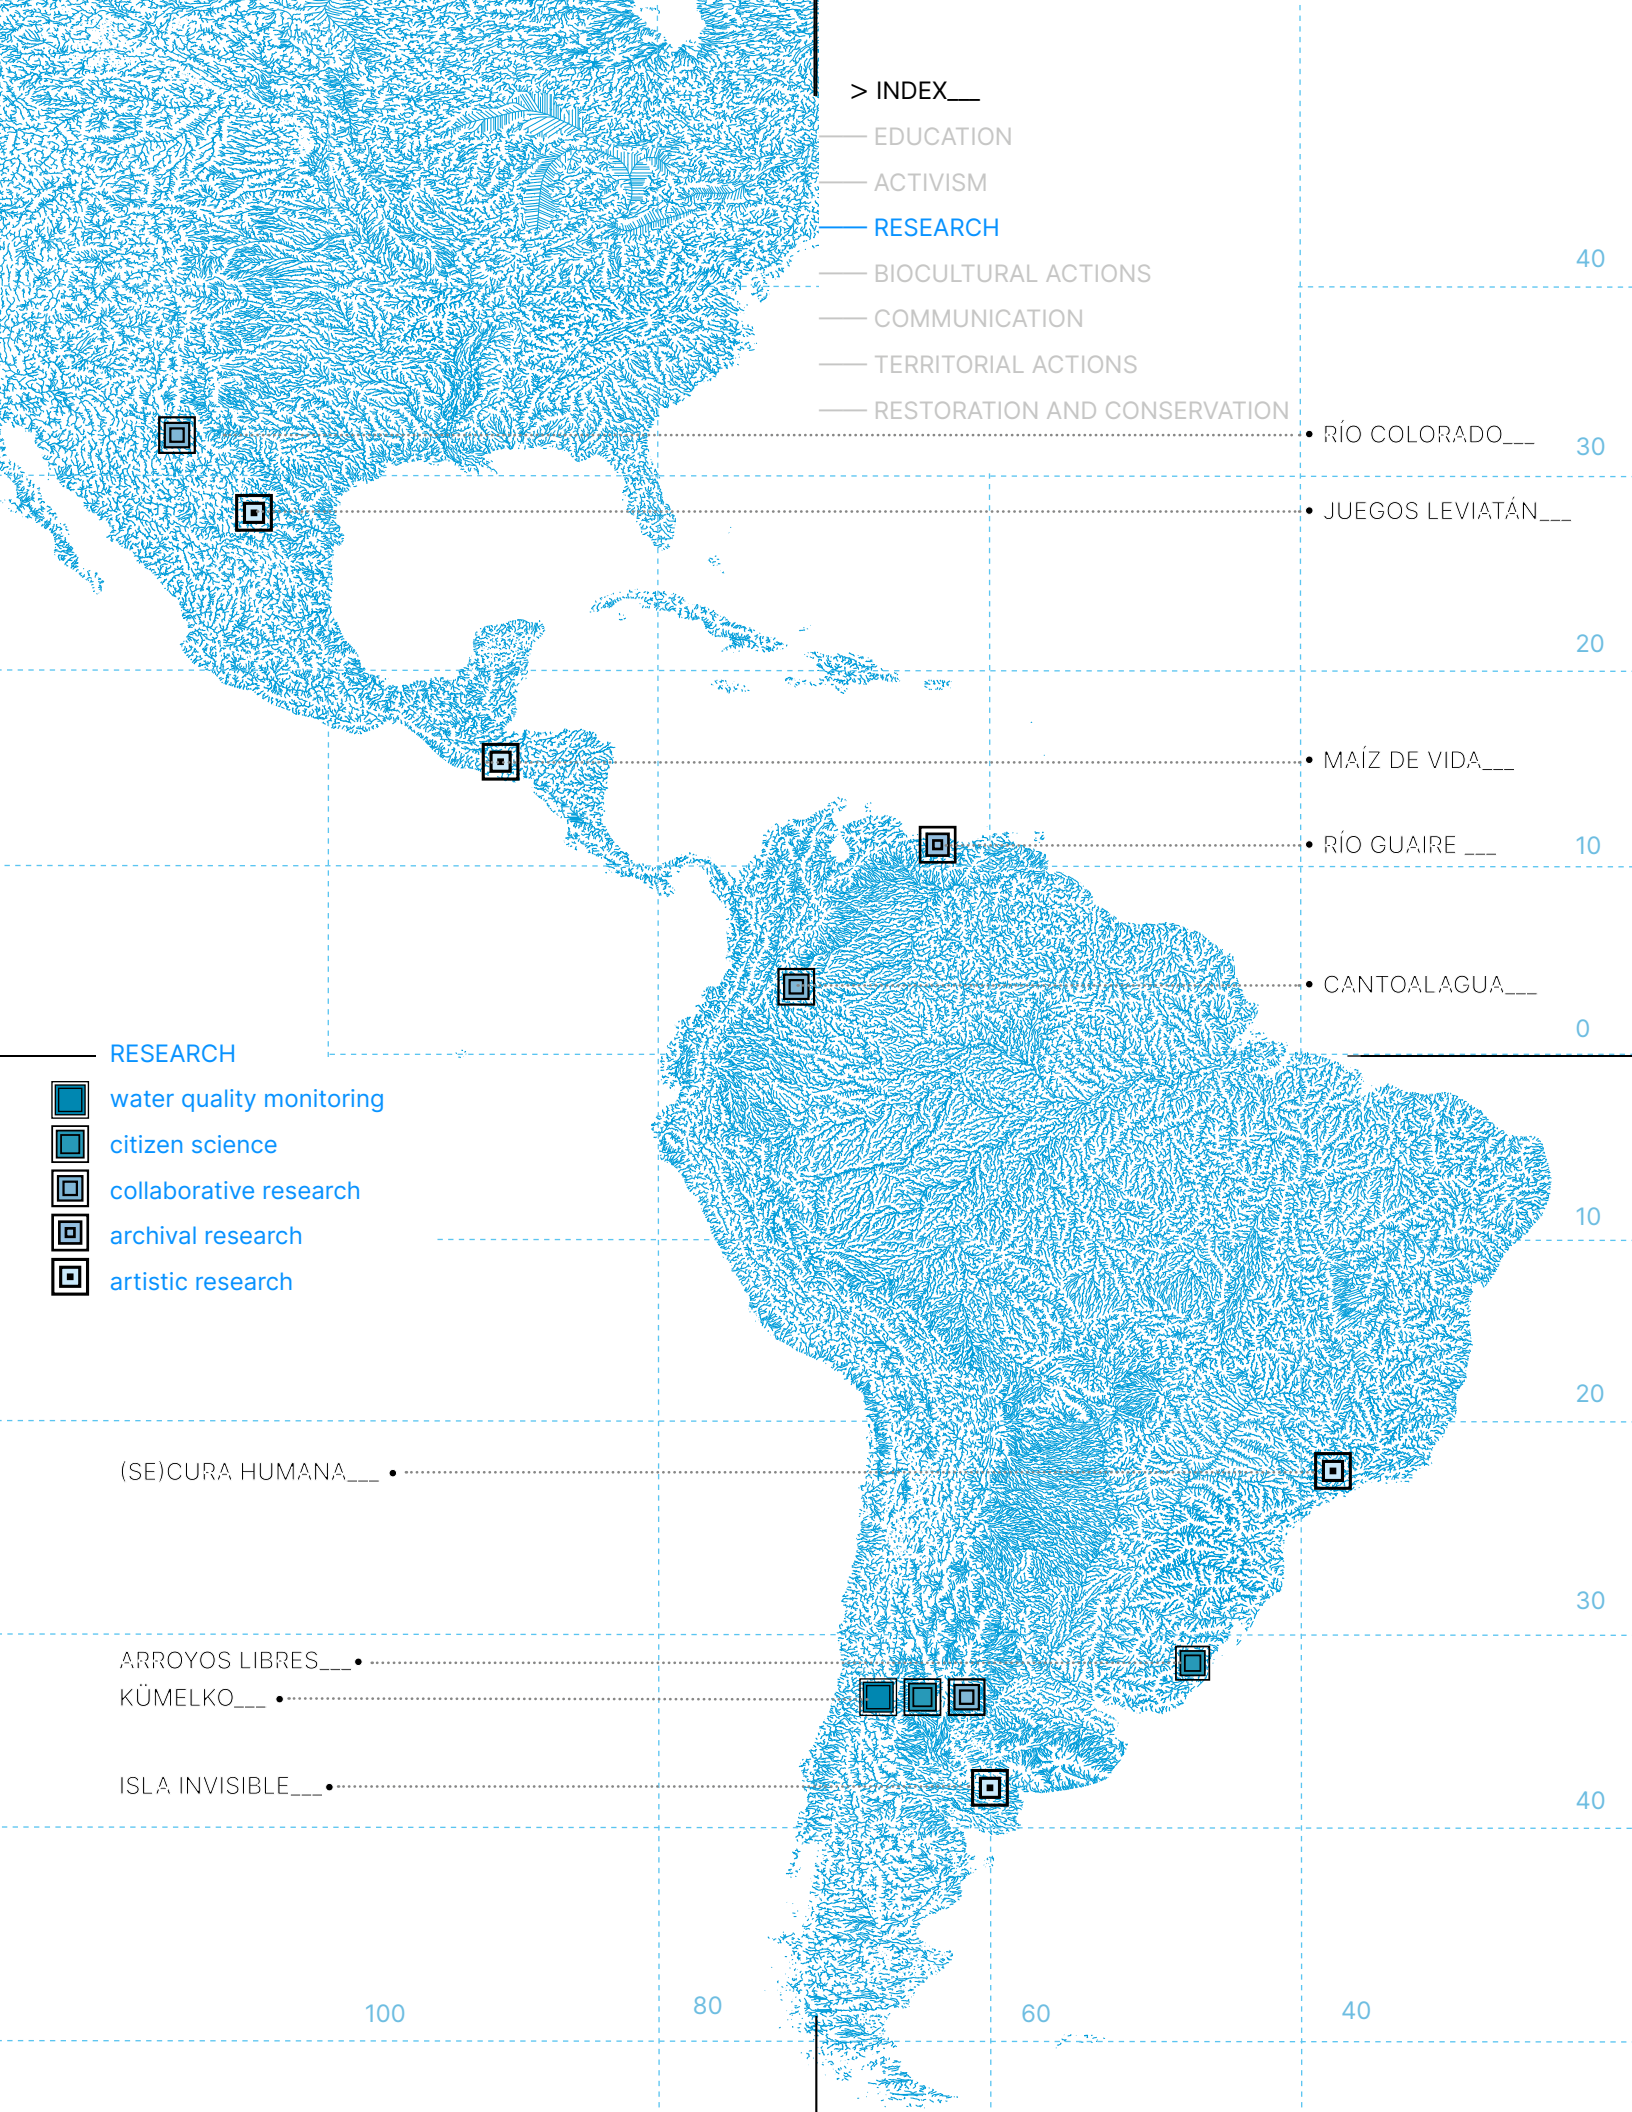 > INDEX___
EDUCATION
ACTIVISM
RESEARCH
BIOCULTURAL ACTIONS
COMMUNICATION
TERRITORIAL ACTIONS
RESTORATION AND CONSERVATION
40
RÍO COLORADO___
30
JUEGOS LEVIATÁN___
20
MAÍZ DE VIDA___
RÍO GUAIRE ___
10
CANTOALAGUA___
0
RESEARCH
water quality monitoring
citizen science
collaborative research
archival research
artistic research
10
20
(SE)CURA HUMANA___
30
ARROYOS LIBRES___
KÜMELKO___
ISLA INVISIBLE___
40
100
80
60
40